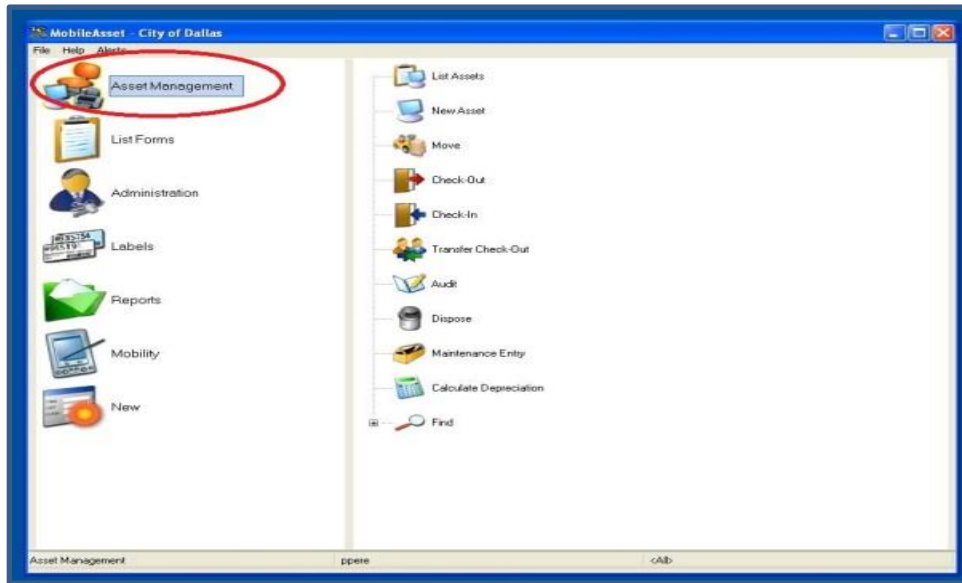 MobileAsset - City of Dallas
File Help Alerts
Asset Management
List Forms
Administration
Labels
Reports
Mobility
New
List Assets
New Asset
Move
Check-Out
Check-In
Transfer Check-Out
Audit
Dispose
Maintenance Entry
Calculate Depreciation
Find
Asset Management ppere <All>